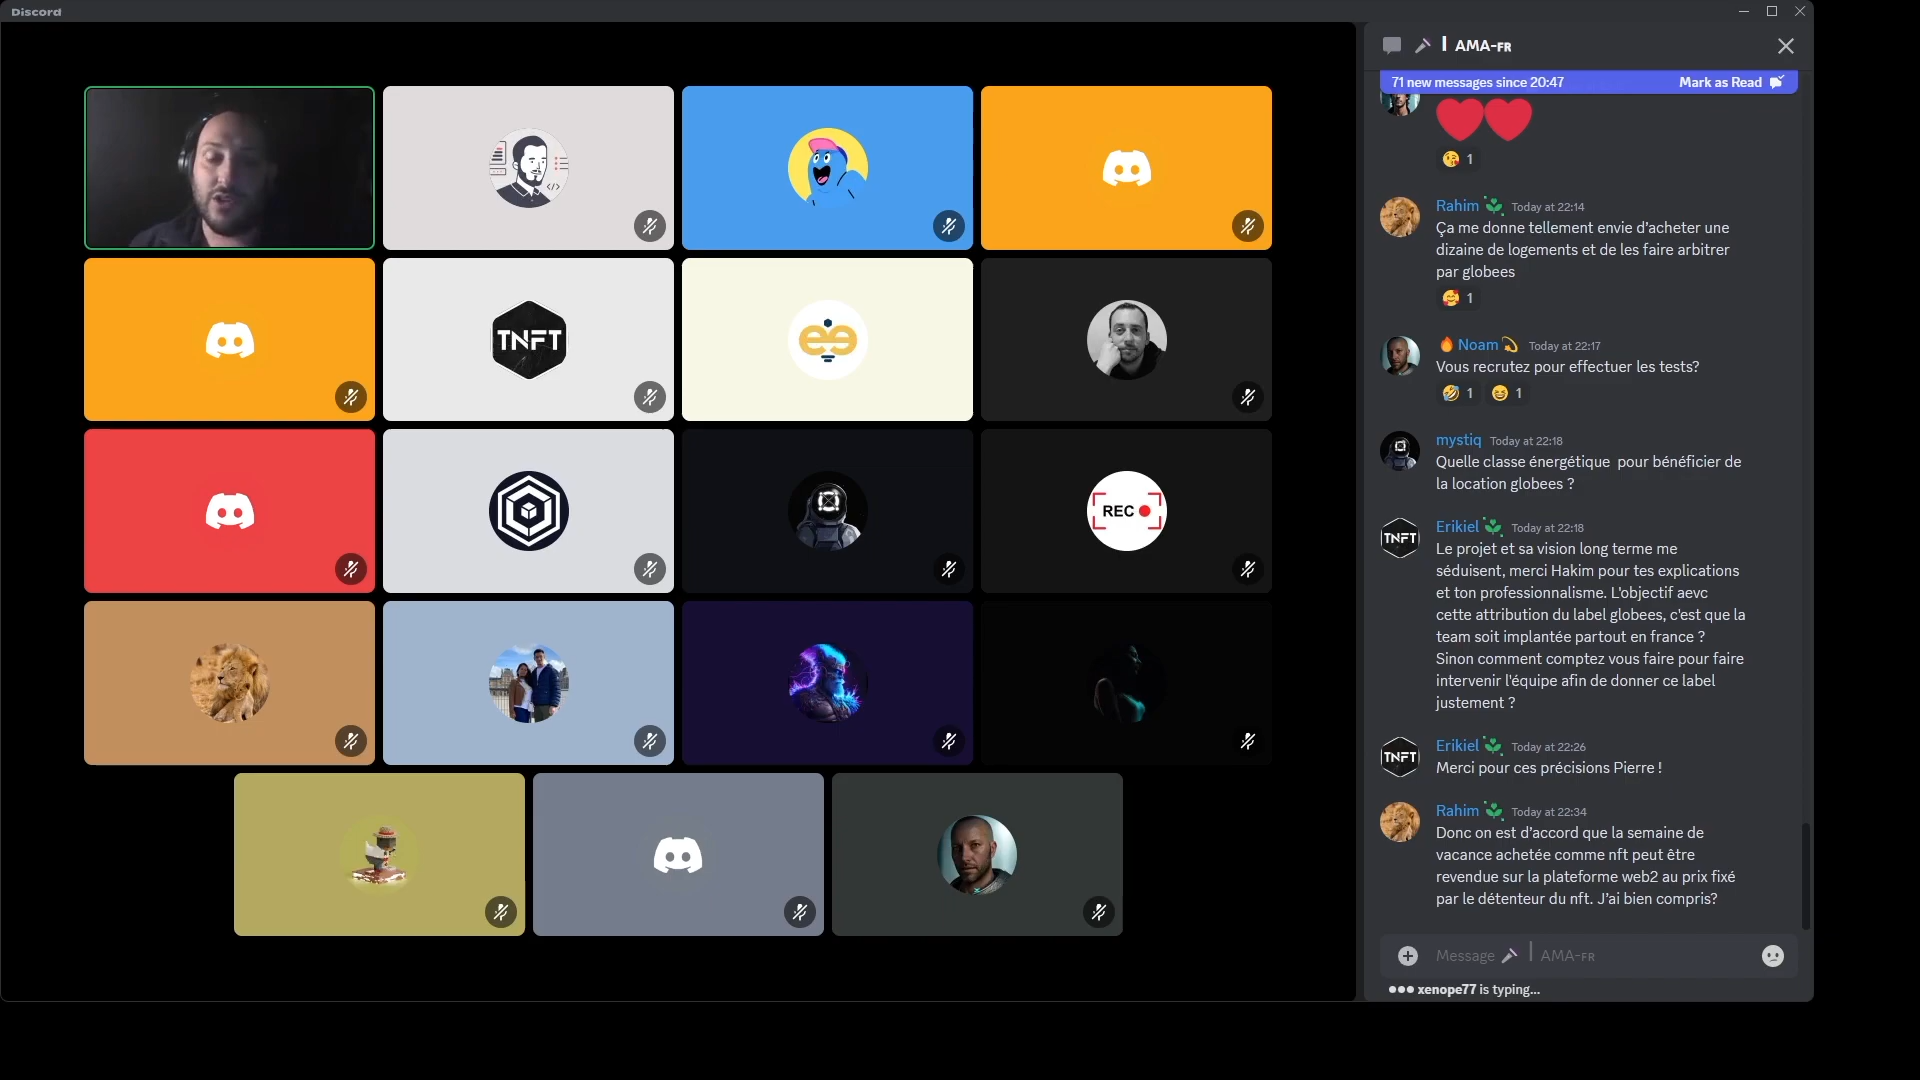 Discord
AMA-FR
71 new messages since 20:47
Mark as Read
1
Rahim Today at 22:14
Ça me donne tellement envie d’acheter une
dizaine de logements et de les faire arbitrer
par globees
1
Noam Today at 22:17
Vous recrutez pour effectuer les tests?
1 1
mystiq Today at 22:18
Quelle classe énergétique pour bénéficier de
la location globees ?
Erikiel Today at 22:18
Le projet et sa vision long terme me
séduisent, merci Hakim pour tes explications
et ton professionnalisme. L'objectif aevc
cette attribution du label globees, c'est que la
team soit implantée partout en france ?
Sinon comment comptez vous faire pour faire
intervenir l'équipe afin de donner ce label
justement ?
Erikiel Today at 22:26
Merci pour ces précisions Pierre !
Rahim Today at 22:34
Donc on est d’accord que la semaine de
vacance achetée comme nft peut être
revendue sur la plateforme web2 au prix fixé
par le détenteur du nft. J’ai bien compris?
Message AMA-FR
xenope77 is typing...
</>
TNFT
REC
TNFT
TNFT